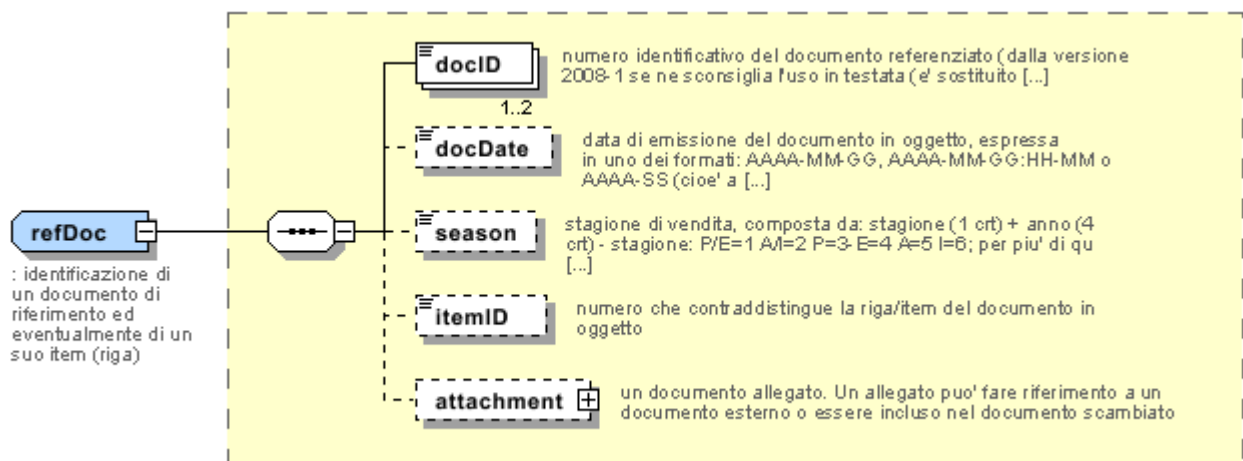 docID
numero identificativo del documento referenziato (dalla versione
2008-1 se ne sconsiglia l'uso in testata (e' sostituito [...]
1..2
docDate
data di emissione del documento in oggetto, espressa
in uno dei formati: AAAA-MM-GG, AAAA-MM-GG:HH-MM o
AAAA-SS (cioe' a [...]
refDoc
: identificazione di
un documento di
riferimento ed
eventualmente di un
suo item (riga)
season
stagione di vendita, composta da: stagione (1 crt) + anno (4
crt) - stagione: P/E=1 A/I=2 P=3- E=4 A=5 I=6; per piu' di qu
[...]
itemID
numero che contraddistingue la riga/item del documento in
oggetto
attachment
un documento allegato. Un allegato puo' fare riferimento a un
documento esterno o essere incluso nel documento scambiato